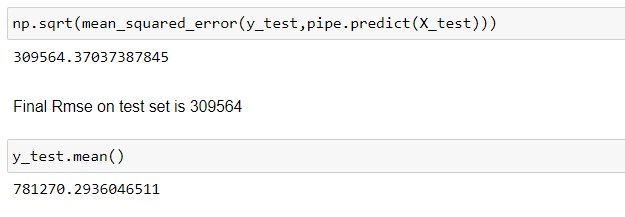 np.sqrt(mean_squared_error(y_test,pipe.predict(X_test)))
309564.37037387845
Final Rmse on test set is 309564
y_test.mean()
781270.2936046511